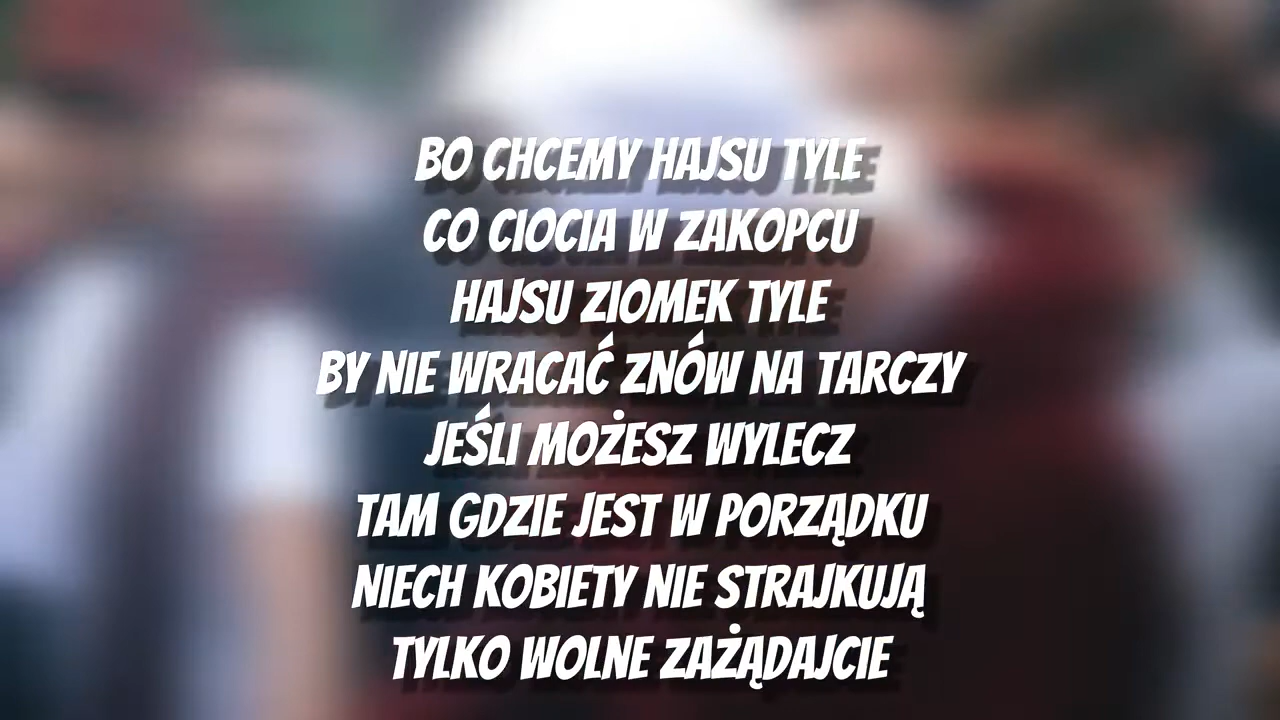 BO CHCEMY HAJSU TYLE
CO CIOCIA W ZAKOPCU
HAJSU ZIOMEK TYLE
BY NIE WRACAĆ ZNÓW NA TARCZY
JEŚLI MOŻESZ WYLECZ
TAM GDZIE JEST W PORZĄDKU
NIECH KOBIETY NIE STRAJKUJĄ
TYLKO WOLNE ZAŻĄDAJCIE